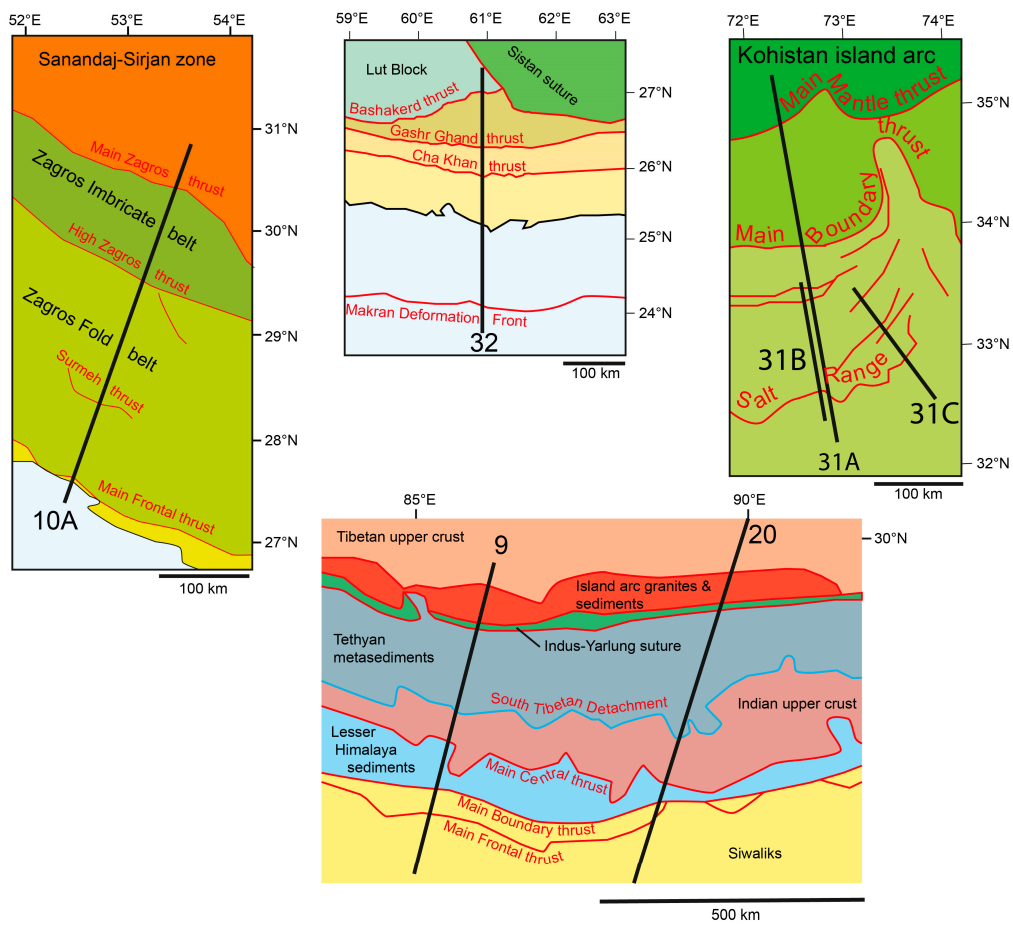 52°E 53°E 54°E
Sanandaj-Sirjan zone
31°N
Main Zagros thrust
Zagros Imbricate belt
30°N
High Zagros thrust
Zagros Fold belt
29°N
Surmeh thrust
28°N
Main Frontal thrust
10A
27°N
100 km
59°E 60°E 61°E 62°E 63°E
Lut Block
Sistan suture
27°N
Bashakerd thrust
Gashr Ghand thrust
Cha Khan thrust
26°N
25°N
24°N
Makran Deformation Front
32
100 km
72°E 73°E 74°E
Kohistan island arc
Main Mantle thrust
35°N
Main Boundary thrust
34°N
33°N
31B
Salt Range
31C
31A
32°N
100 km
85°E 90°E
Tibetan upper crust
9
20
30°N
Island arc granites &
sediments
Indus-Yarlung suture
Tethyan
metasediments
South Tibetan Detachment
Indian upper crust
Lesser
Himalaya
sediments
Main Central thrust
Main Boundary thrust
Main Frontal thrust
Siwaliks
500 km